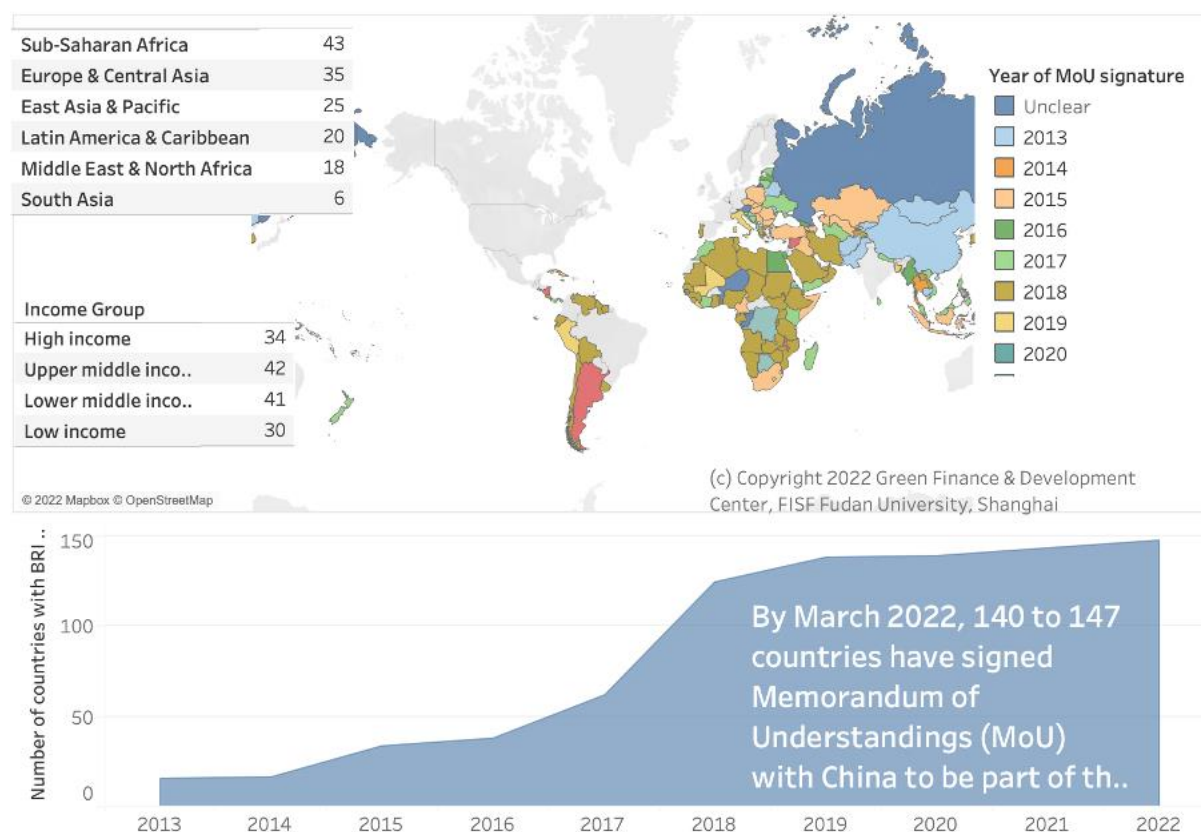 Sub-Saharan Africa 43
Europe & Central Asia 35
East Asia & Pacific 25
Latin America & Caribbean 20
Middle East & North Africa 18
South Asia 6
Year of MoU signature
Unclear
2013
2014
2015
2016
2017
2018
2019
2020
Income Group
High income 34
Upper middle inco.. 42
Lower middle inco.. 41
Low income 30
© 2022 Mapbox © OpenStreetMap
(c) Copyright 2022 Green Finance & Development
Center, FISF Fudan University, Shanghai
Number of countries with BRI ..
150
100
50
0
By March 2022, 140 to 147
countries have signed
Memorandum of
Understandings (MoU)
with China to be part of th..
2013 2014 2015 2016 2017 2018 2019 2020 2021 2022